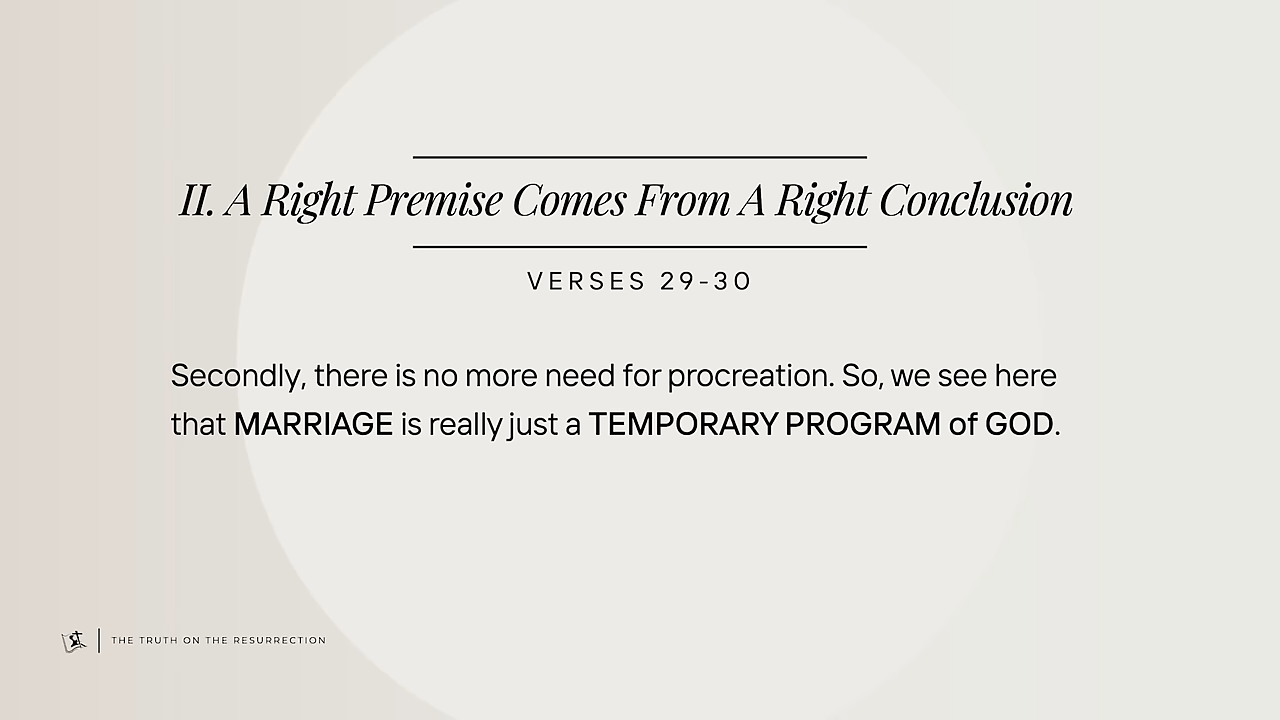 II. A Right Premise Comes From A Right Conclusion
VERSES 29-30
Secondly, there is no more need for procreation. So, we see here
that MARRIAGE is really just a TEMPORARY PROGRAM of GOD.
THE TRUTH ON THE RESURRECTION